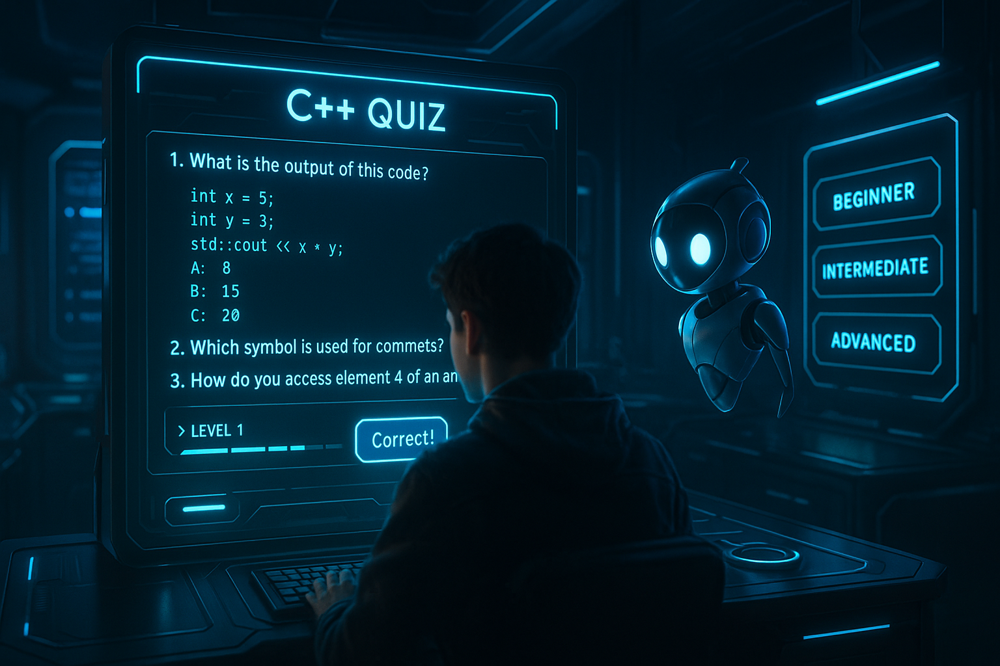 C++ QUIZ
1. What is the output of this code?
int x = 5;
int y = 3;
std::cout << x * y;
A: 8
B: 15
C: 20
2. Which symbol is used for commets?
3. How do you access element 4 of an
> LEVEL 1
Correct!
BEGINNER
INTERMEDIATE
ADVANCED